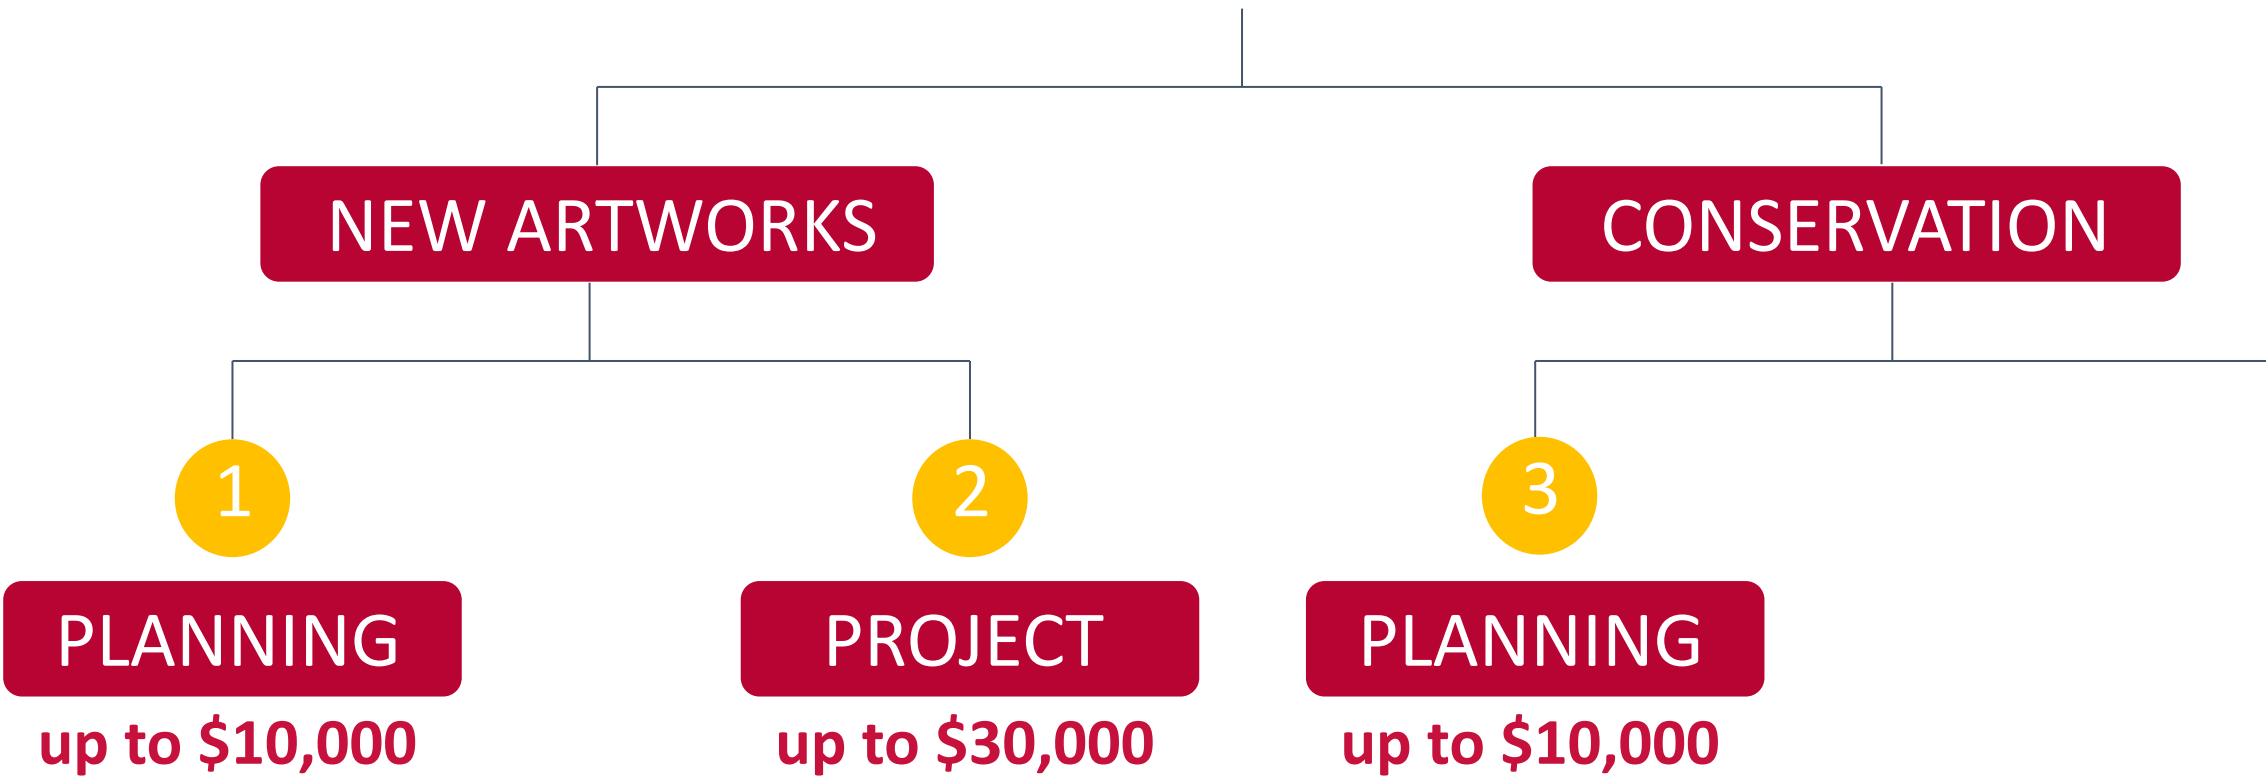 NEW ARTWORKS
CONSERVATION
1
2
3
PLANNING
PROJECT
PLANNING
up to $10,000
up to $30,000
up to $10,000